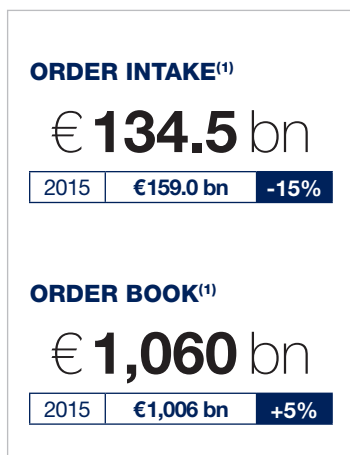 ORDER INTAKE(1)
€ 134.5 bn
2015 €159.0 bn -15%
ORDER BOOK(1)
€ 1,060 bn
2015 €1,006 bn +5%